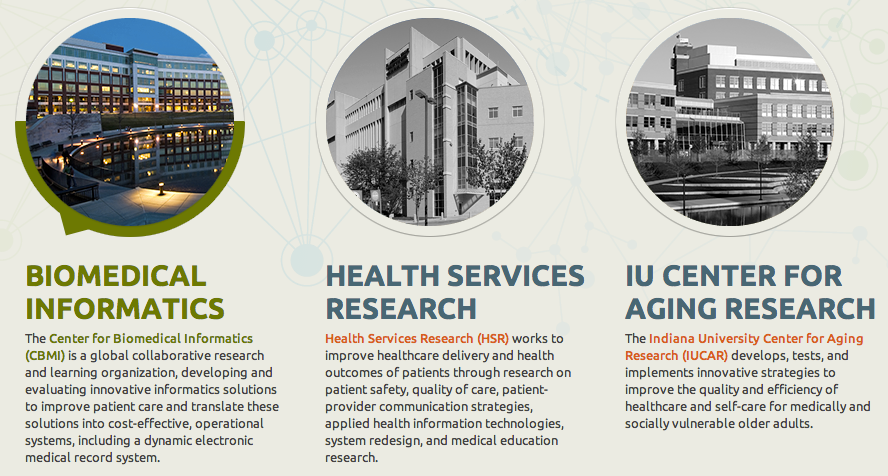 BIOMEDICAL
INFORMATICS
The Center for Biomedical Informatics
(CBMI) is a global collaborative research
and learning organization, developing and
evaluating innovative informatics solutions
to improve patient care and translate these
solutions into cost-effective, operational
systems, including a dynamic electronic
medical record system.
HEALTH SERVICES
RESEARCH
Health Services Research (HSR) works to
improve healthcare delivery and health
outcomes of patients through research on
patient safety, quality of care, patient-
provider communication strategies,
applied health information technologies,
system redesign, and medical education
research.
IU CENTER FOR
AGING RESEARCH
The Indiana University Center for Aging
Research (IUCAR) develops, tests, and
implements innovative strategies to
improve the quality and efficiency of
healthcare and self-care for medically and
socially vulnerable older adults.